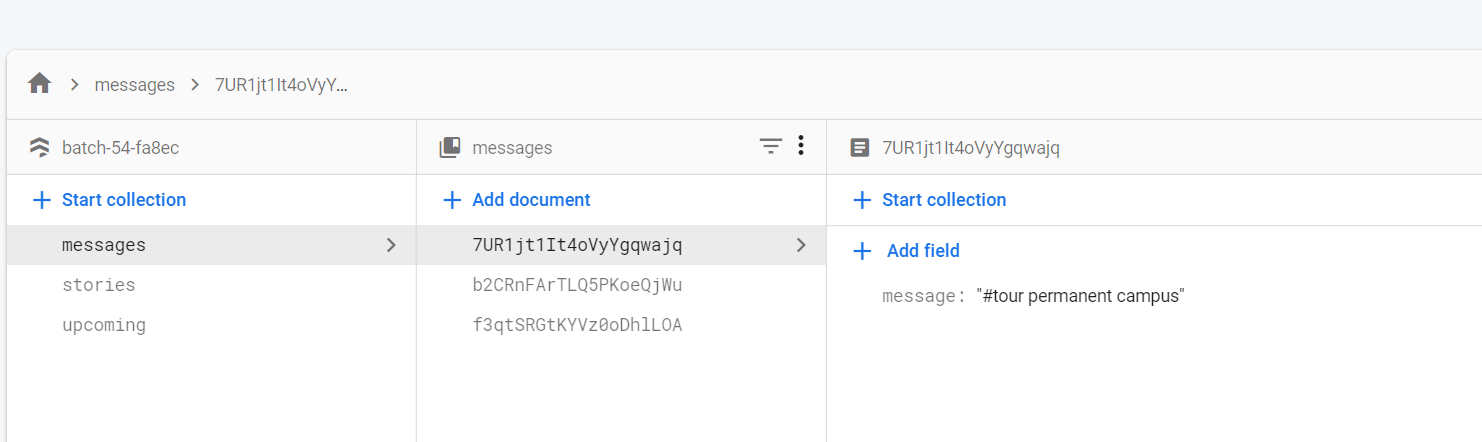 messages 7UR1jt1It4oVyY...
batch-54-fa8ec
messages
7UR1jt1It4oVyYgqwajq
Start collection
Add document
Start collection
messages
stories
upcoming
7UR1jt1It4oVyYgqwajq
b2CRnFArTLQ5PKoeQjWu
f3qtSRGtKYVz0oDhlLOA
Add field
message: "#tour permanent campus"